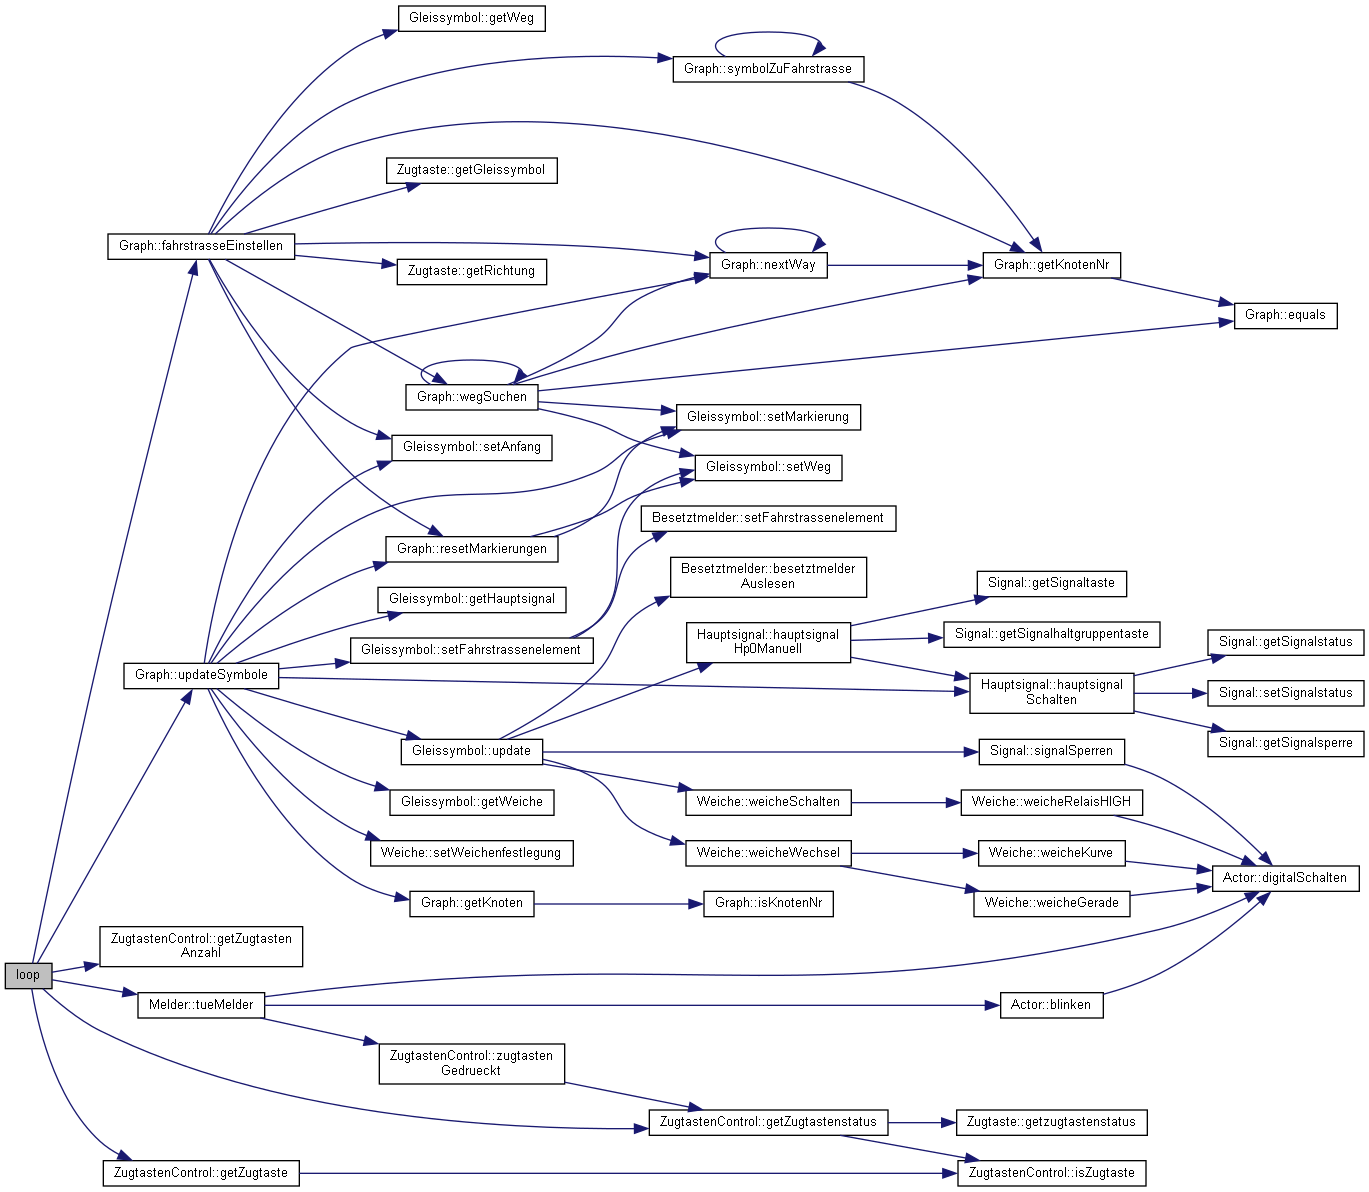 Gleissymbol::getWeg
Graph::symbolZuFahrstrasse
Zugtaste::getGleissymbol
Graph::fahrstrasseEinstellen
Graph::nextWay
Graph::getKnotenNr
Zugtaste::getRichtung
Graph::equals
Graph::wegSuchen
Gleissymbol::setMarkierung
Gleissymbol::setAnfang
Gleissymbol::setWeg
Besetztmelder::setFahrstrassenelement
Graph::resetMarkierungen
Besetztmelder::besetztmelder
Auslesen
Signal::getSignaltaste
Gleissymbol::getHauptsignal
Hauptsignal::hauptsignal
Hp0Manuell
Signal::getSignalhaltgruppentaste
Signal::getSignalstatus
Gleissymbol::setFahrstrassenelement
Graph::updateSymbole
Hauptsignal::hauptsignal
Schalten
Signal::setSignalstatus
Signal::getSignalsperre
Gleissymbol::update
Signal::signalSperren
Gleissymbol::getWeiche
Weiche::weicheSchalten
Weiche::weicheRelaisHIGH
Weiche::setWeichenfestlegung
Weiche::weicheWechsel
Weiche::weicheKurve
Actor::digitalSchalten
Graph::getKnoten
Graph::isKnotenNr
Weiche::weicheGerade
ZugtastenControl::getZugtasten
Anzahl
loop
Melder::tueMelder
Actor::blinken
ZugtastenControl::zugtasten
Gedrueckt
ZugtastenControl::getZugtastenstatus
Zugtaste::getzugtastenstatus
ZugtastenControl::getZugtaste
ZugtastenControl::isZugtaste